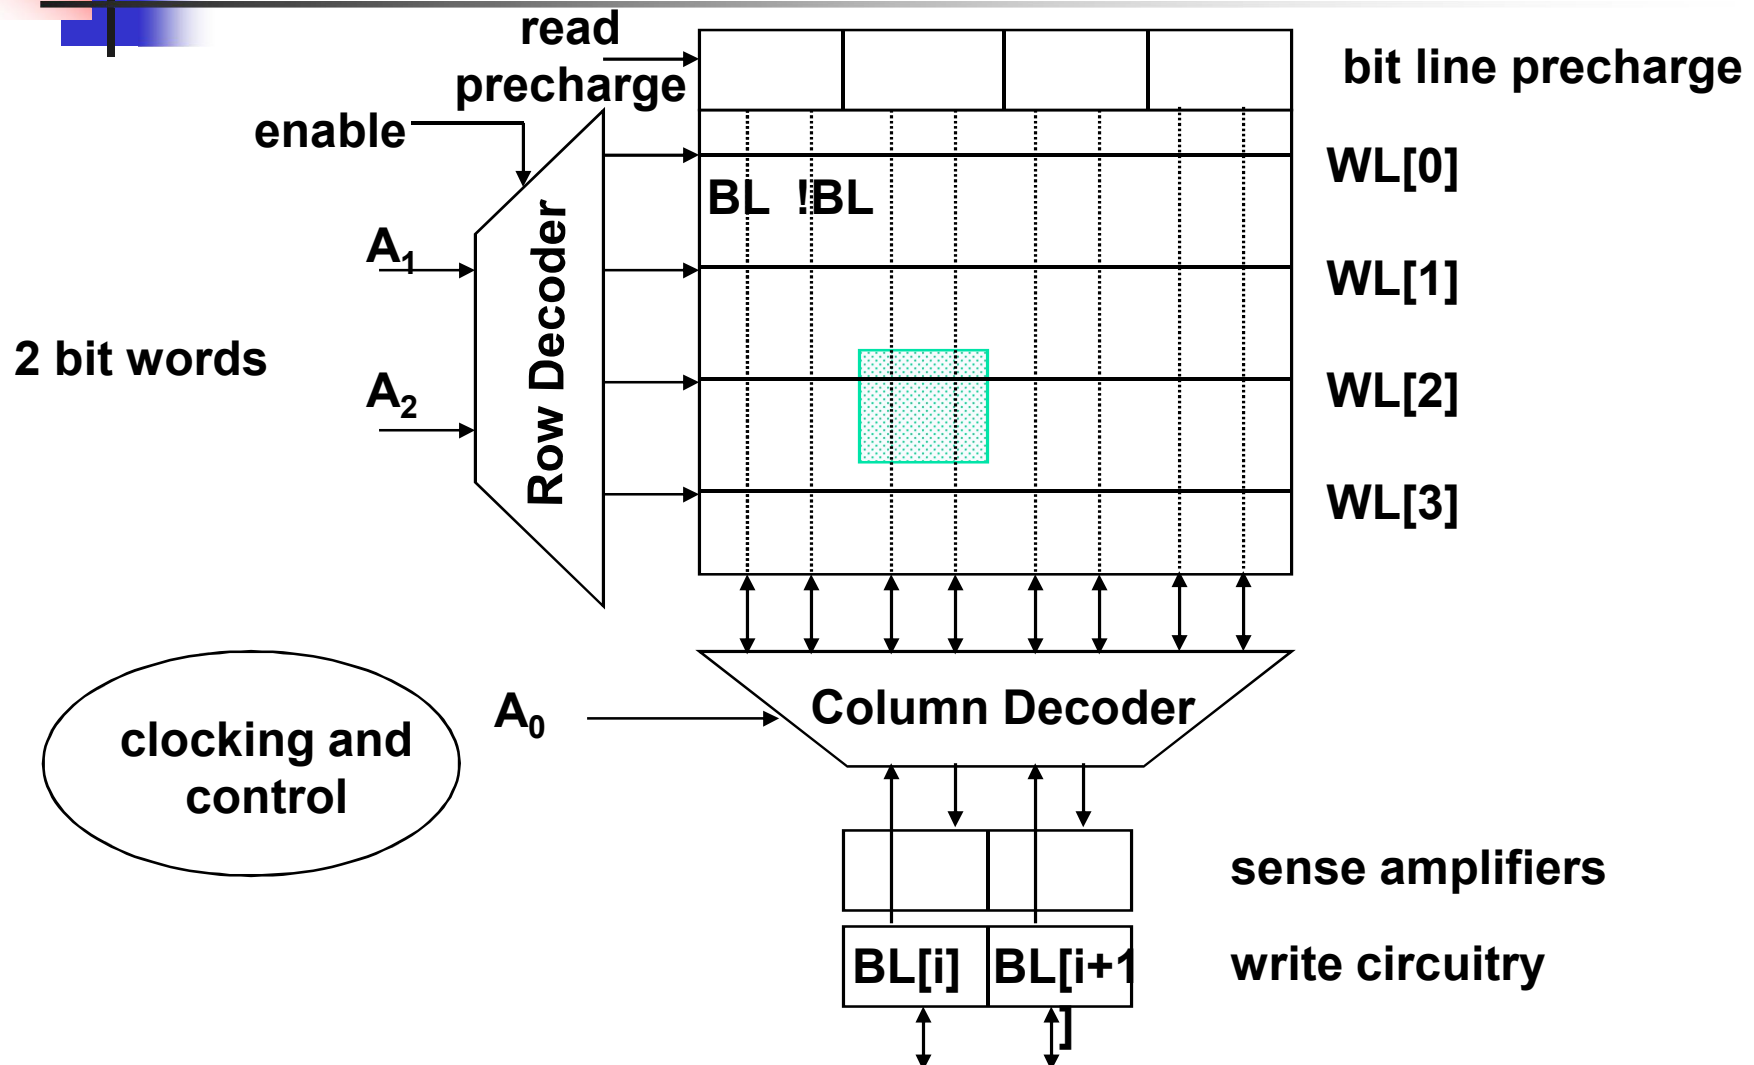 read
precharge
bit line precharge
enable
WL[0]
BL !BL
A1
WL[1]
Row Decoder
2 bit words
A2
WL[2]
WL[3]
A0
Column Decoder
clocking and
control
sense amplifiers
BL[i] BL[i+1
]
write circuitry